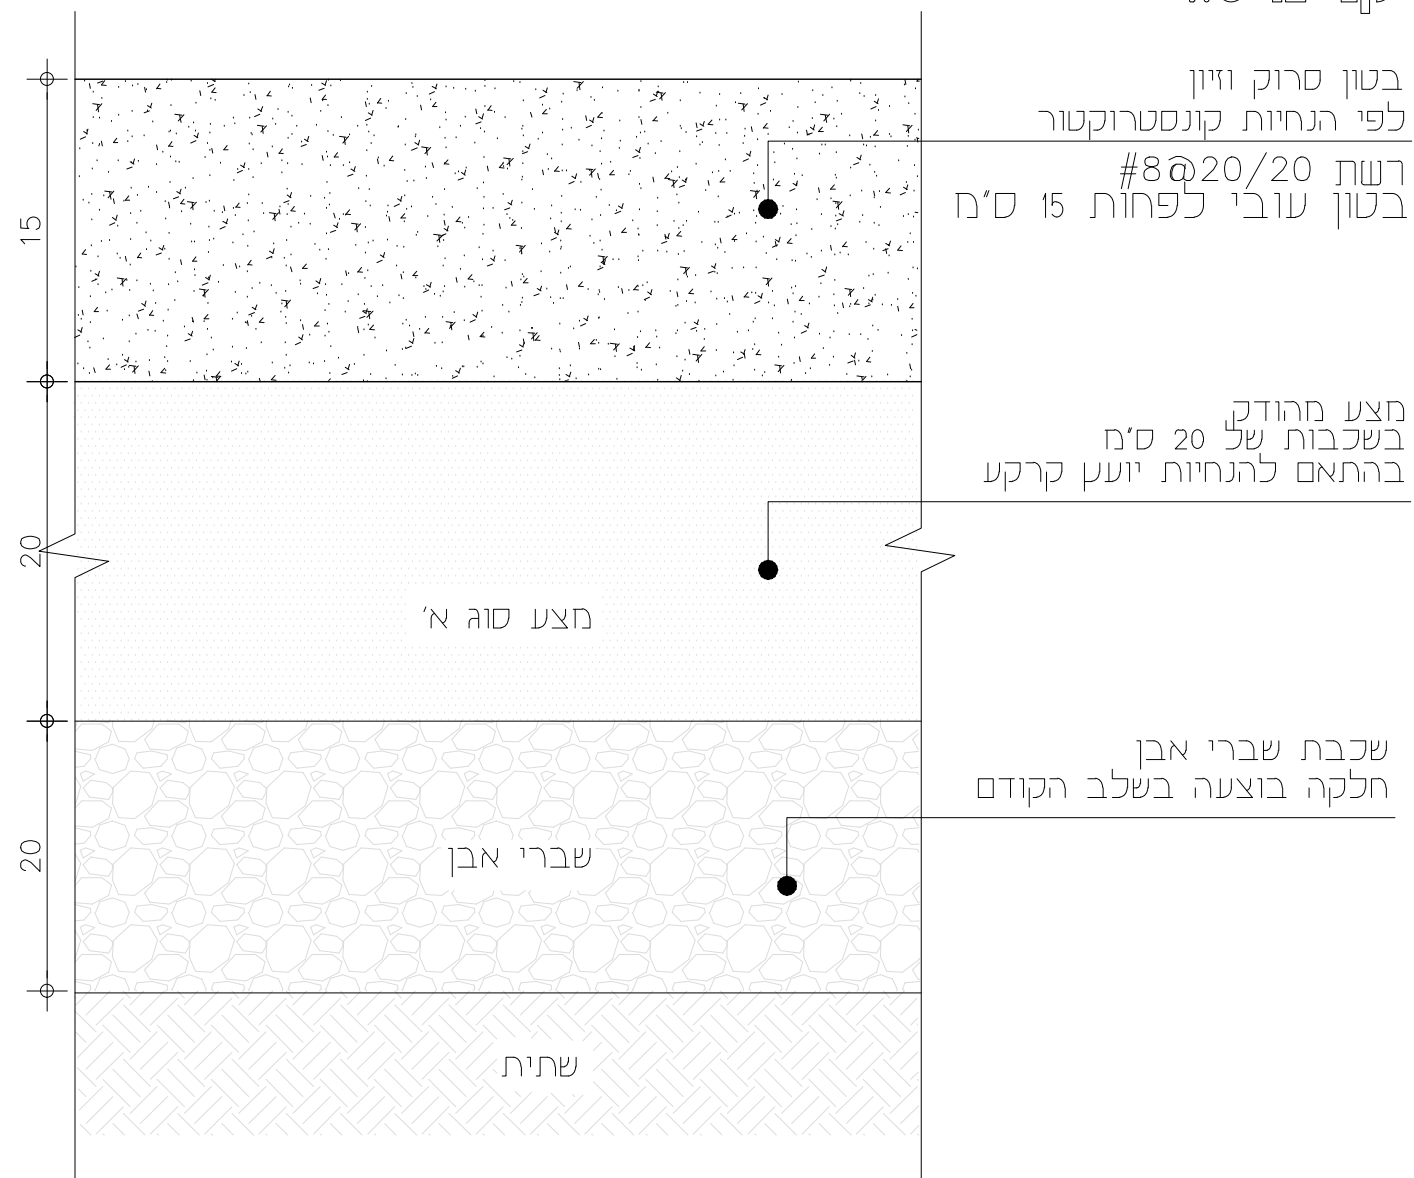 בטון סרוק וזיון
לפי הנחיות קונסטרוקטור
רשת 20/20@8#
בטון עובי לפחות 15 ס"מ
15
מצע מהודק
בשכבות של 20 ס"מ
בהתאם להנחיות יועץ קרקע
20
מצע סוג א'
שכבת שברי אבן
חלקה בוצעה בשלב הקודם
20
שברי אבן
שתית